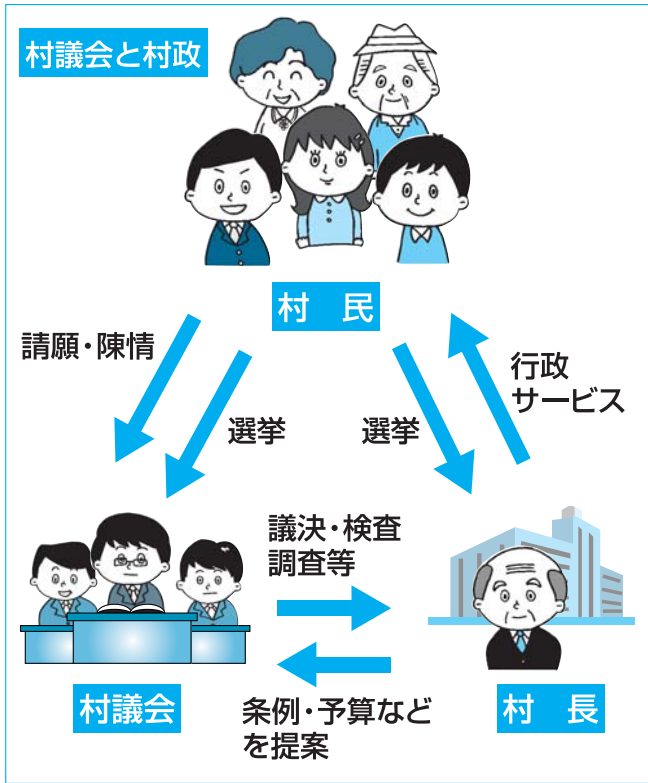 村議会と村政
村　民
請願・陳情
選挙
選挙
行政
サービス
議決・検査
調査等
村議会
条例・予算など
を提案
村　長